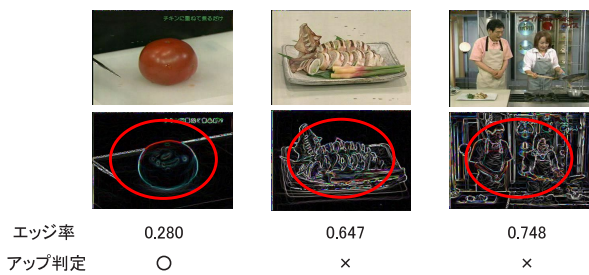 チキンに重ねて煮るだけ
エッジ率 0.280 0.647 0.748
アップ判定 ○ × ×